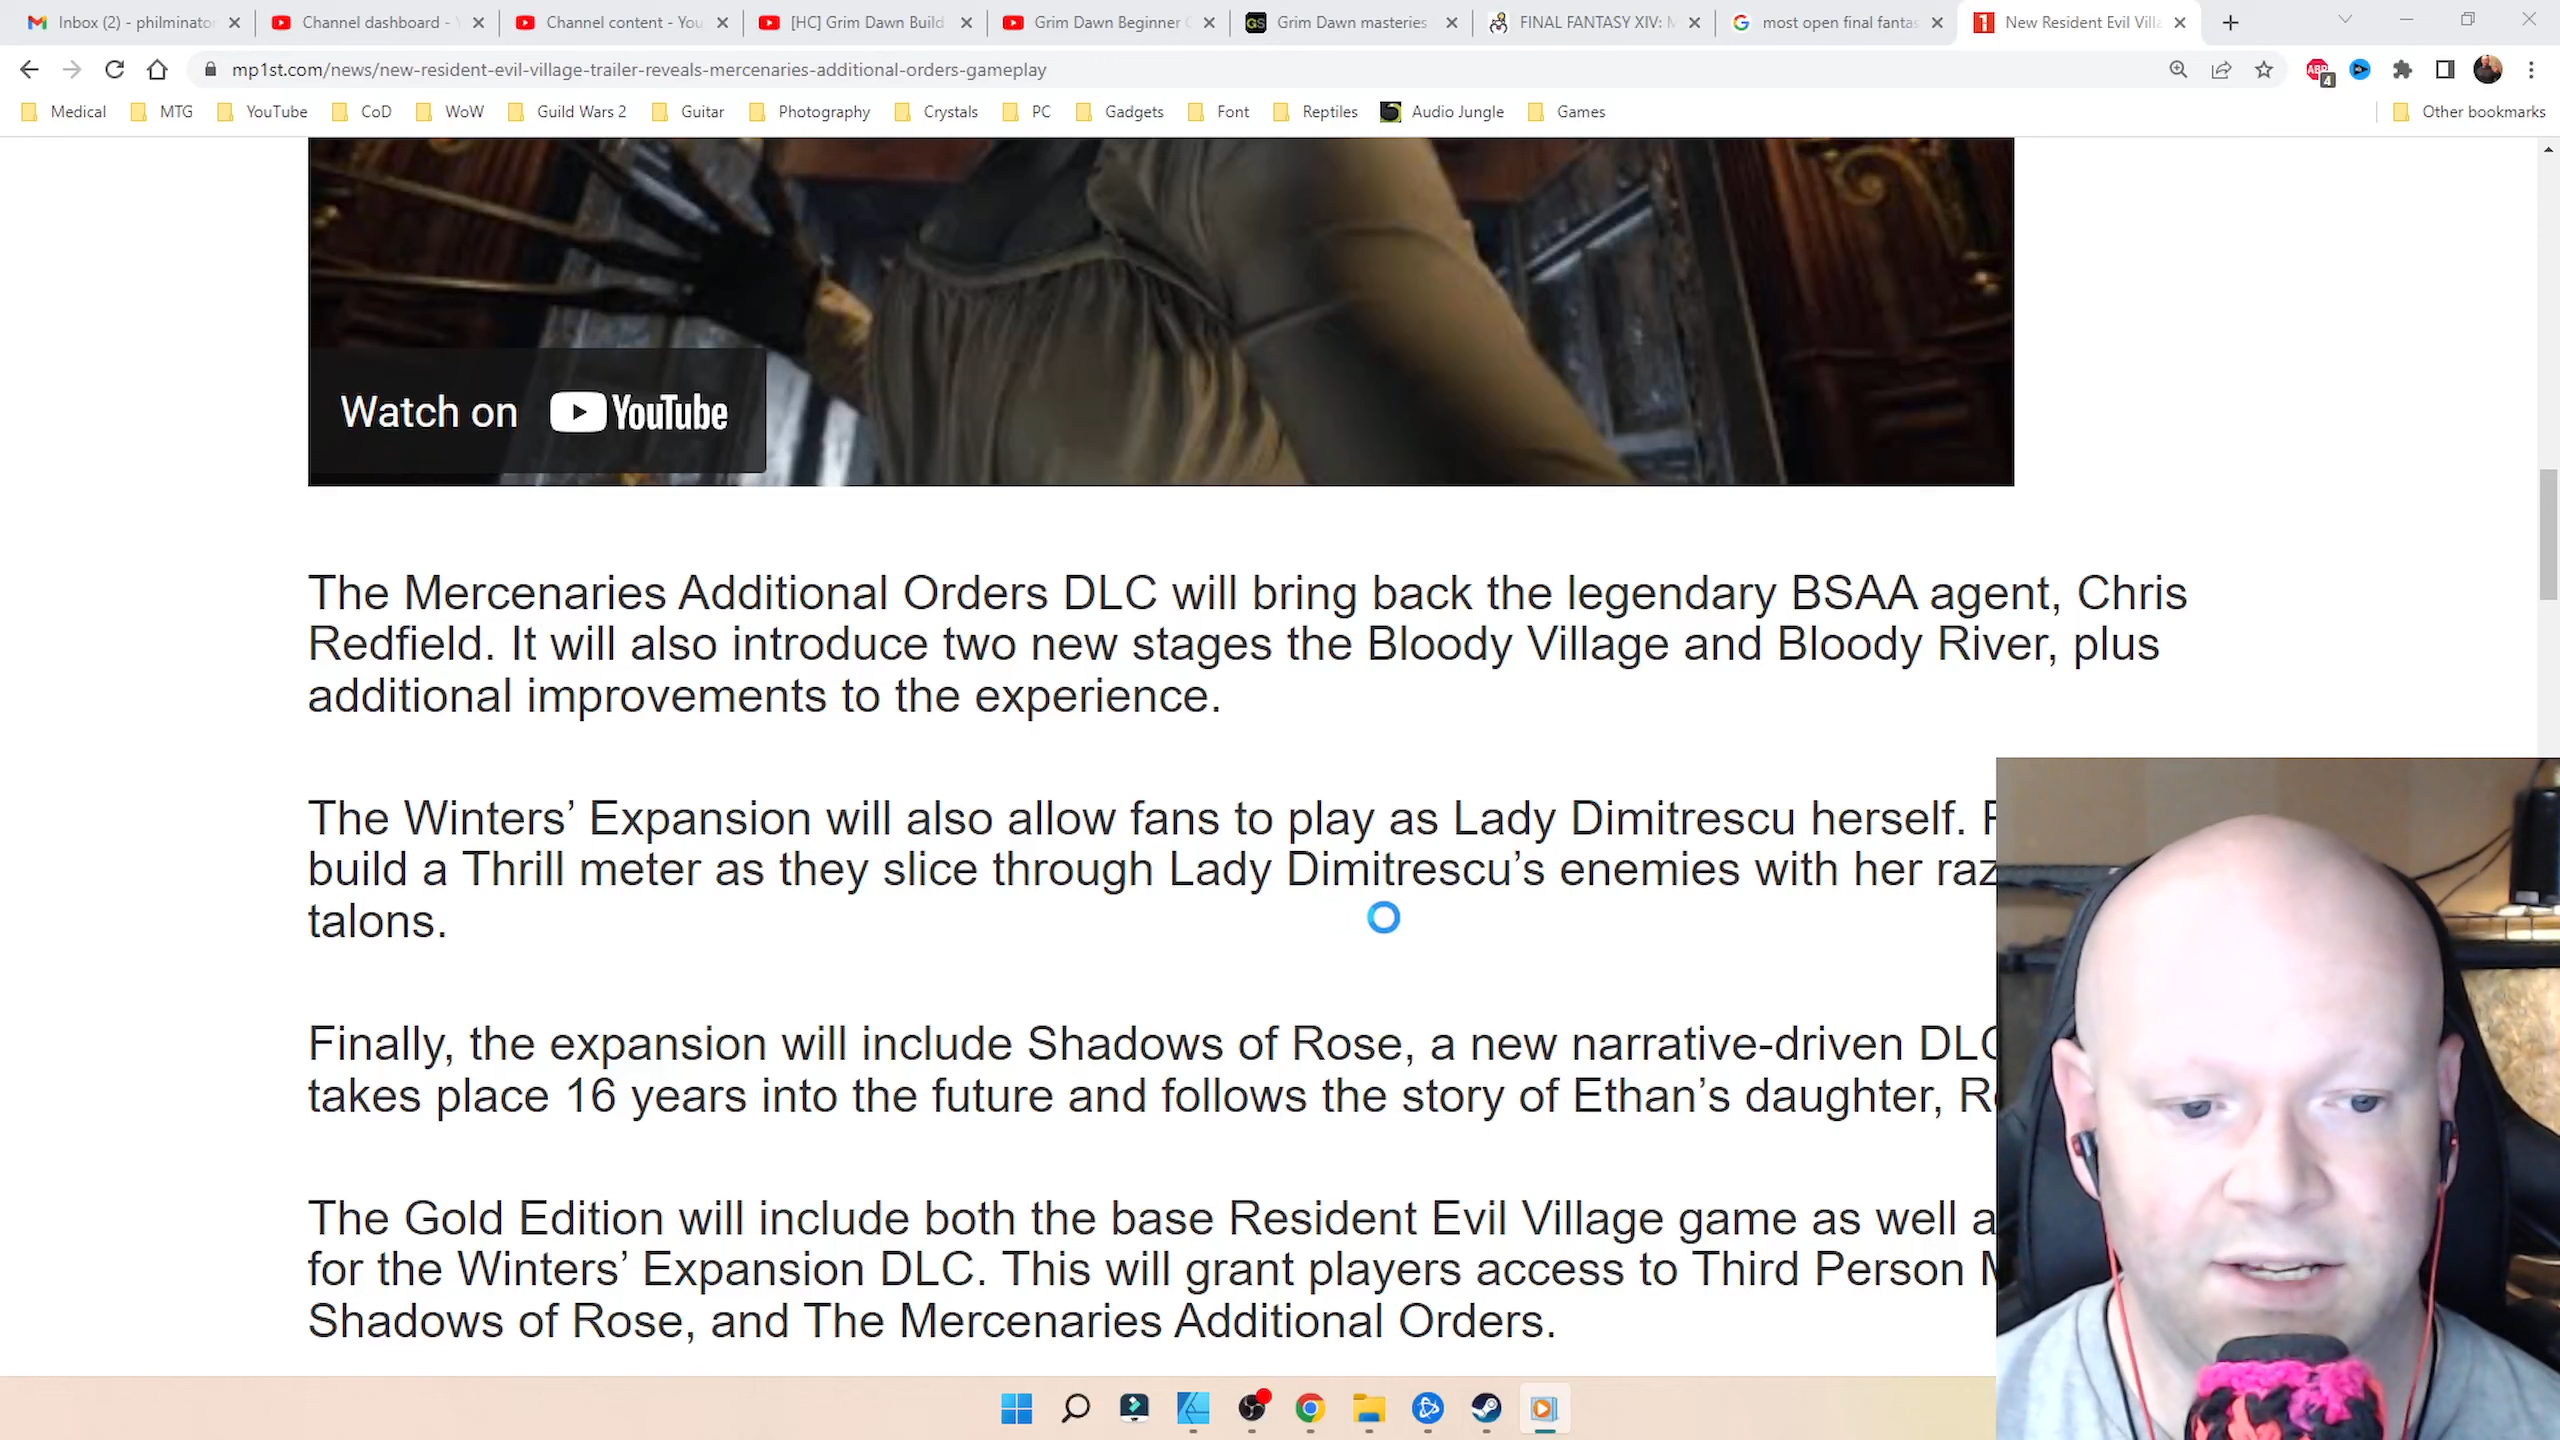 Inbox (2) - philminator
Channel dashboard - Y
Channel content - You
[HC] Grim Dawn Build
Grim Dawn Beginner
Grim Dawn masteries
FINAL FANTASY XIV:
most open final fantas
New Resident Evil Villa
mp1st.com/news/new-resident-evil-village-trailer-reveals-mercenaries-additional-orders-gameplay
ABP
4
Medical
MTG
YouTube
CoD
WoW
Guild Wars 2
Guitar
Photography
Crystals
PC
Gadgets
Font
Reptiles
Audio Jungle
Games
Other bookmarks
Watch on YouTube
The Mercenaries Additional Orders DLC will bring back the legendary BSAA agent, Chris
Redfield. It will also introduce two new stages the Bloody Village and Bloody River, plus
additional improvements to the experience.
The Winters’ Expansion will also allow fans to play as Lady Dimitrescu herself.
build a Thrill meter as they slice through Lady Dimitrescu’s enemies with her raz
talons.
Finally, the expansion will include Shadows of Rose, a new narrative-driven DLC
takes place 16 years into the future and follows the story of Ethan’s daughter, R
The Gold Edition will include both the base Resident Evil Village game as well a
for the Winters’ Expansion DLC. This will grant players access to Third Person M
Shadows of Rose, and The Mercenaries Additional Orders.